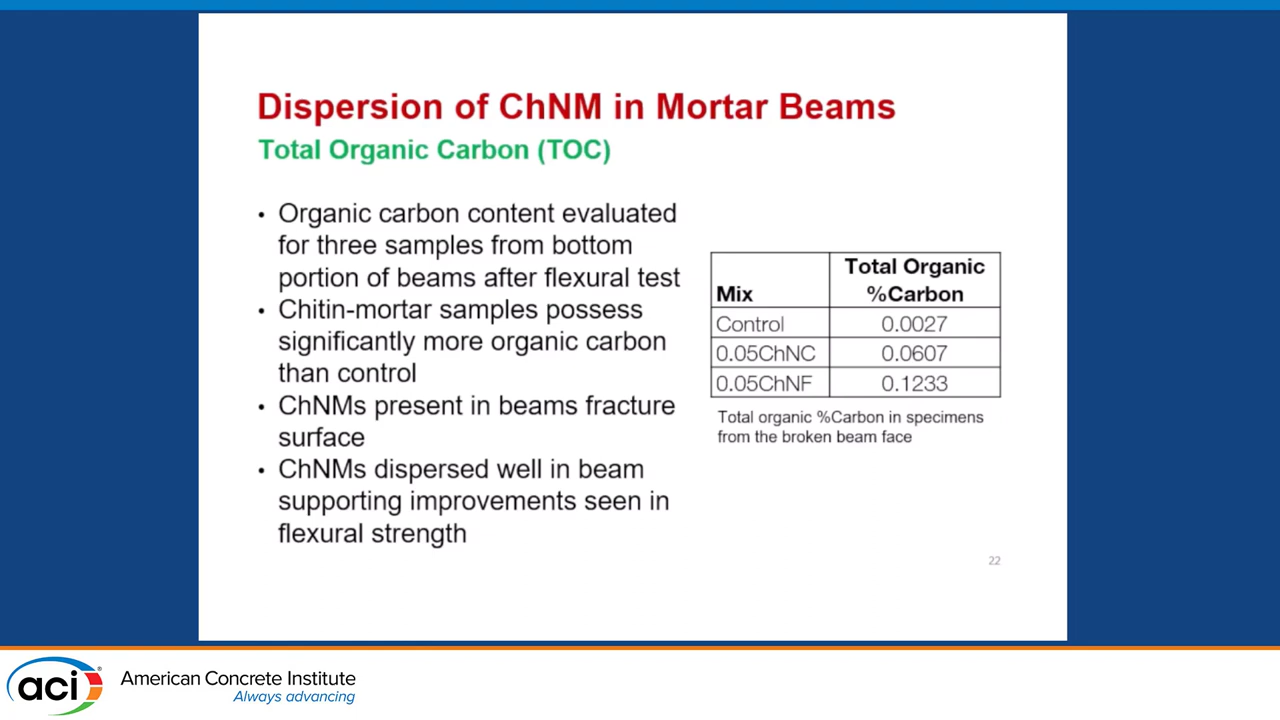 Dispersion of ChNM in Mortar Beams
Total Organic Carbon (TOC)
• Organic carbon content evaluated
for three samples from bottom
portion of beams after flexural test
• Chitin-mortar samples possess
significantly more organic carbon
than control
• ChNMs present in beams fracture
surface
• ChNMs dispersed well in beam
supporting improvements seen in
flexural strength
Mix Total Organic %Carbon
Control 0.0027
0.05ChNC 0.0607
0.05ChNF 0.1233
Total organic %Carbon in specimens
from the broken beam face
22
aci®
American Concrete Institute
Always advancing